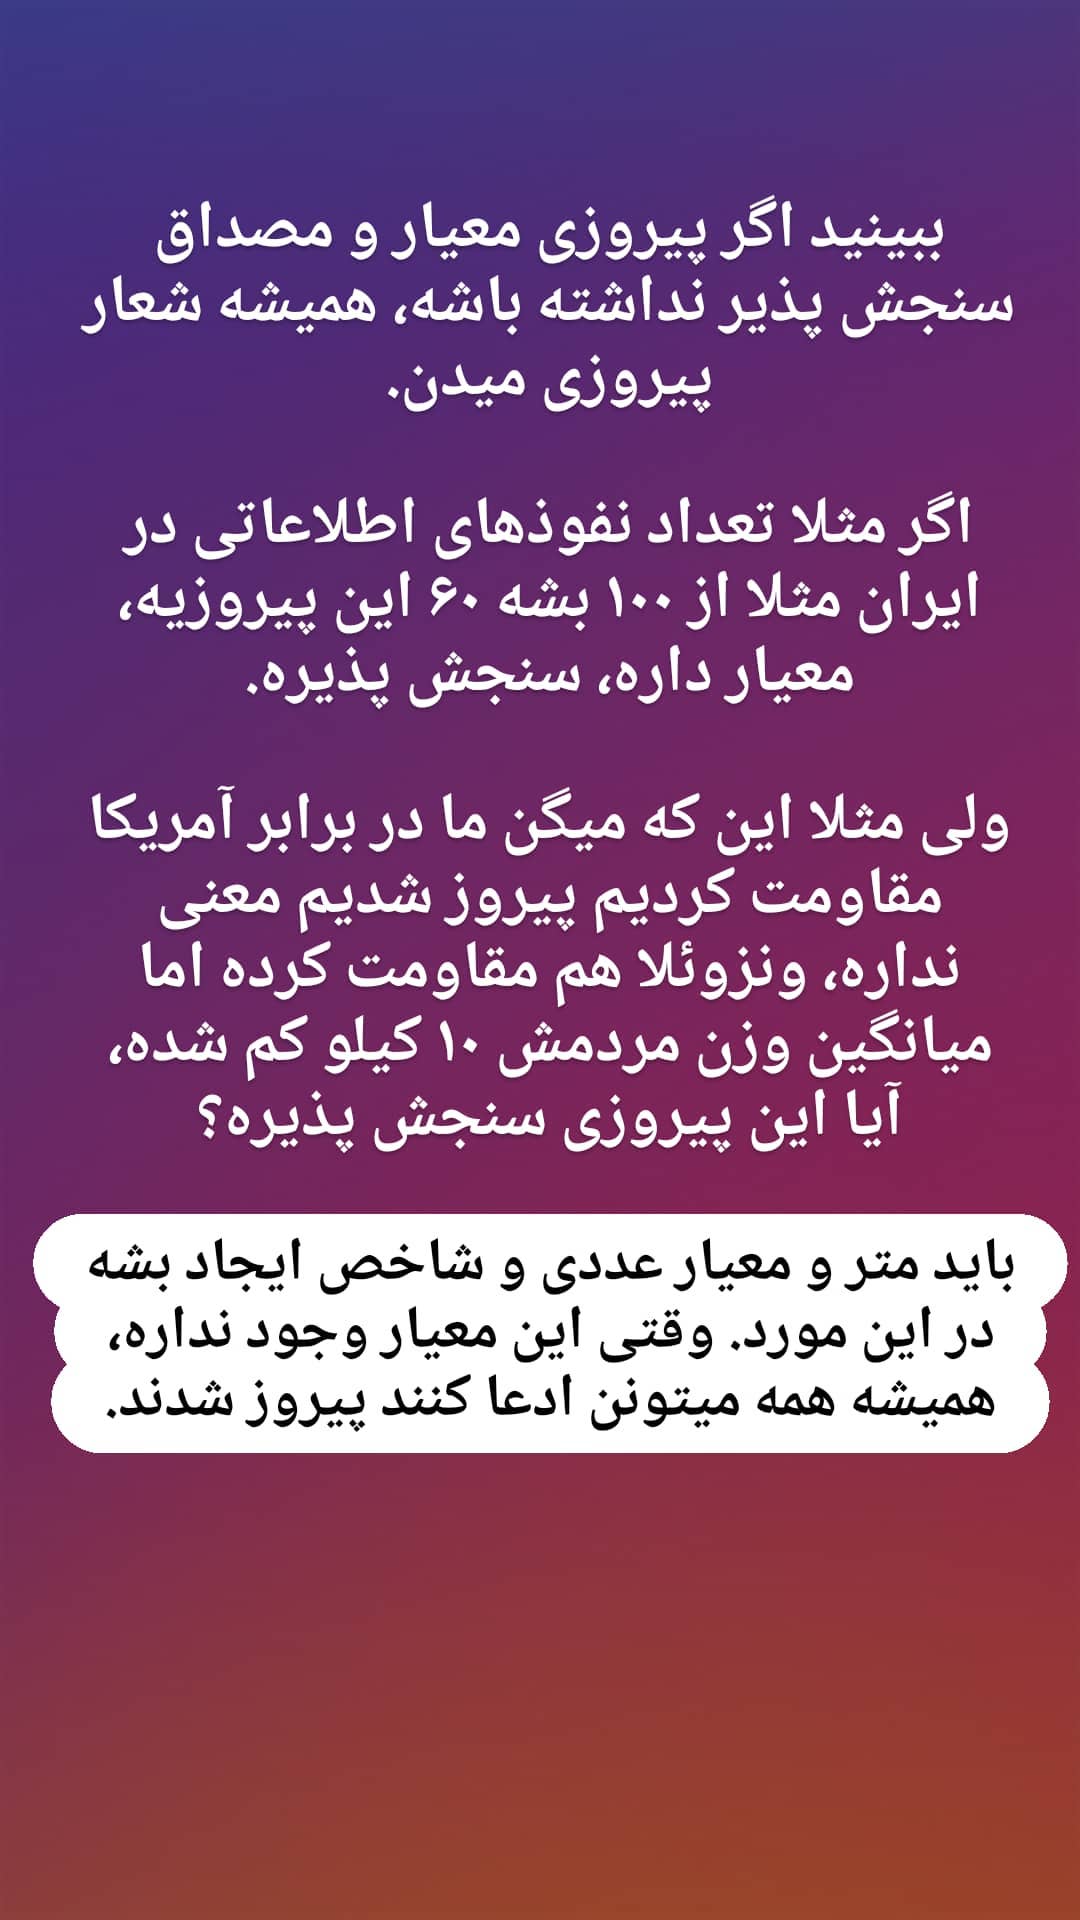 ببینید اگر پیروزی معیار و مصداق
سنجش پذیر نداشته باشه، همیشه شعار
پیروزی میدن.
اگر مثلا تعداد نفوذهای اطلاعاتی در
ایران مثلا از ۱۰۰ بشه ۶۰ این پیروزیه،
معیار داره، سنجش پذیره.
ولی مثلا این که میگن ما در برابر آمریکا
مقاومت کردیم پیروز شدیم معنی
نداره، ونزوئلا هم مقاومت کرده اما
میانگین وزن مردمش ۱۰ کیلو کم شده،
آیا این پیروزی سنجش پذیره؟
باید متر و معیار عددی و شاخص ایجاد بشه
در این مورد. وقتی این معیار وجود نداره،
همیشه همه میتونن ادعا کنند پیروز شدند.